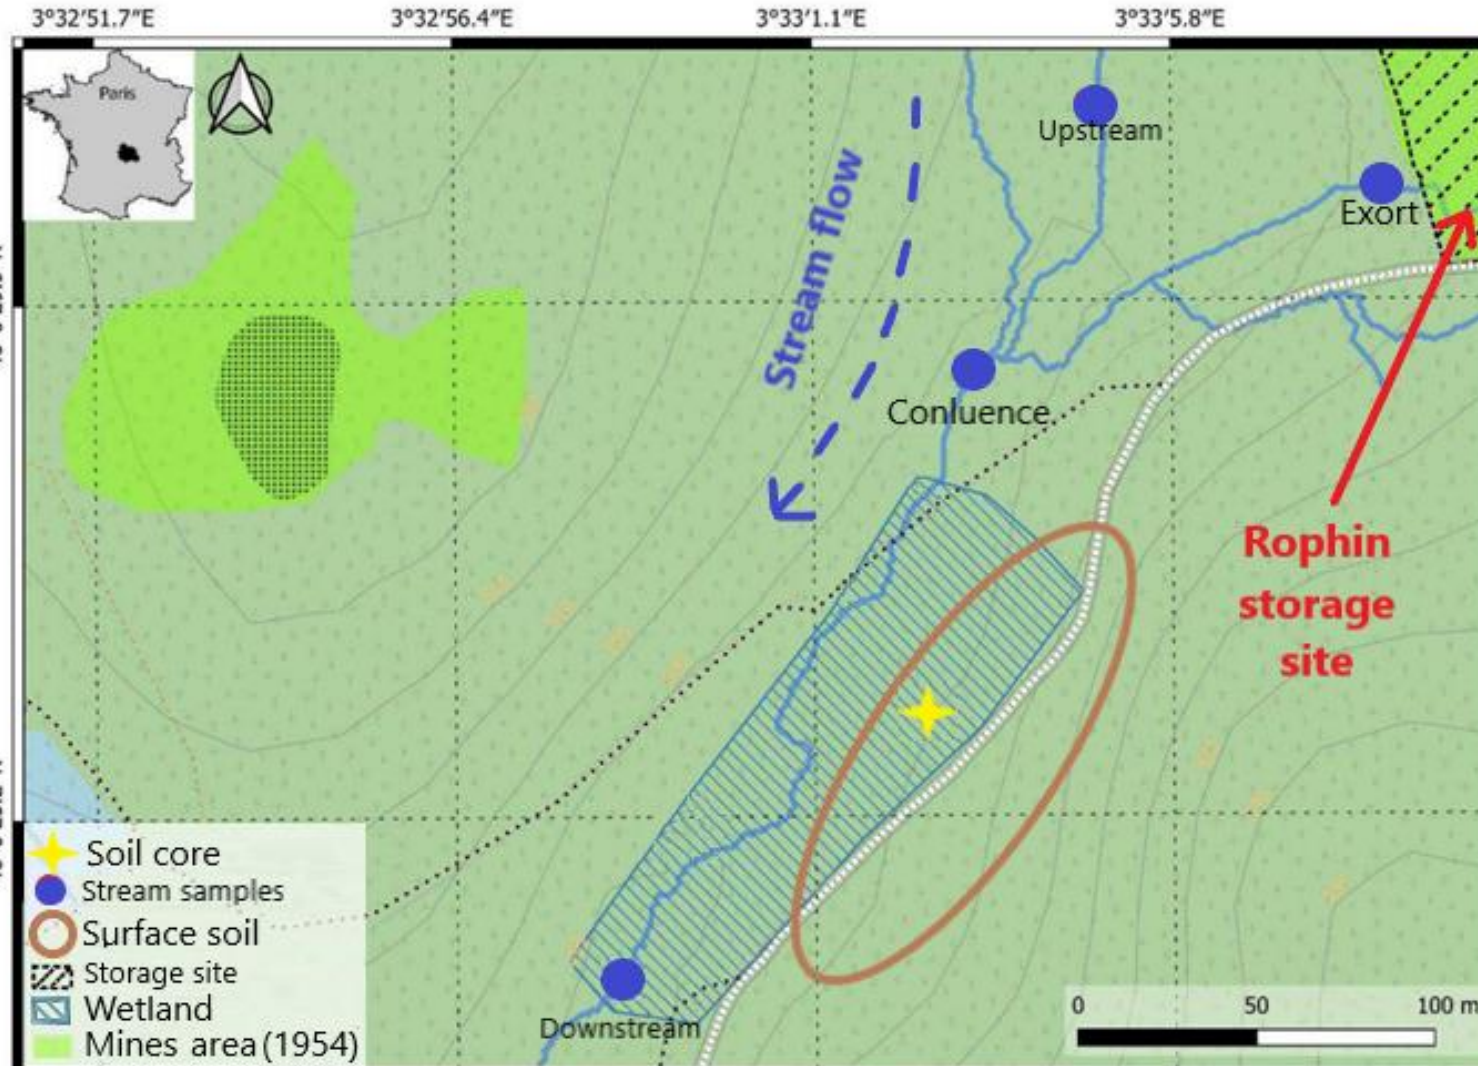 3°32′51.7″E
3°32′56.4″E
3°33′1.1″E
3°33′5.8″E
Paris
Upstream
Exort
Stream flow
Conluence
Rophin
storage
site
Soil core
Stream samples
Surface soil
Storage site
Wetland
Mines area (1954)
Downstream
0 50 100 m